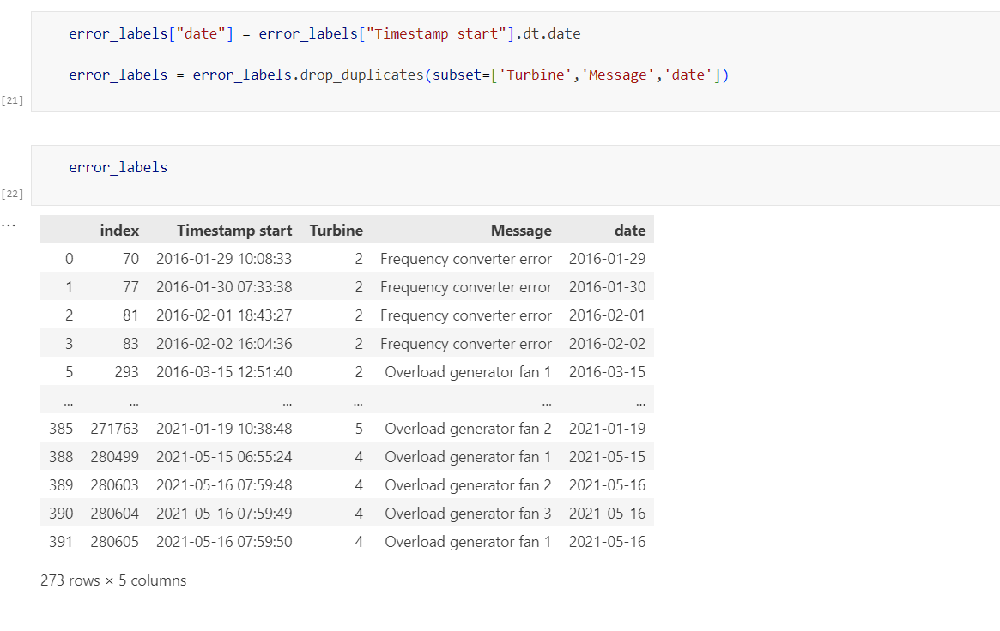 error_labels["date"] = error_labels["Timestamp start"].dt.date
error_labels = error_labels.drop_duplicates(subset=['Turbine','Message','date'])
[21]
error_labels
[22]
...
index Timestamp start Turbine Message date
0 70 2016-01-29 10:08:33 2 Frequency converter error 2016-01-29
1 77 2016-01-30 07:33:38 2 Frequency converter error 2016-01-30
2 81 2016-02-01 18:43:27 2 Frequency converter error 2016-02-01
3 83 2016-02-02 16:04:36 2 Frequency converter error 2016-02-02
5 293 2016-03-15 12:51:40 2 Overload generator fan 1 2016-03-15
... ... ... ... ... ...
385 271763 2021-01-19 10:38:48 5 Overload generator fan 2 2021-01-19
388 280499 2021-05-15 06:55:24 4 Overload generator fan 1 2021-05-15
389 280603 2021-05-16 07:59:48 4 Overload generator fan 2 2021-05-16
390 280604 2021-05-16 07:59:49 4 Overload generator fan 3 2021-05-16
391 280605 2021-05-16 07:59:50 4 Overload generator fan 1 2021-05-16
273 rows × 5 columns